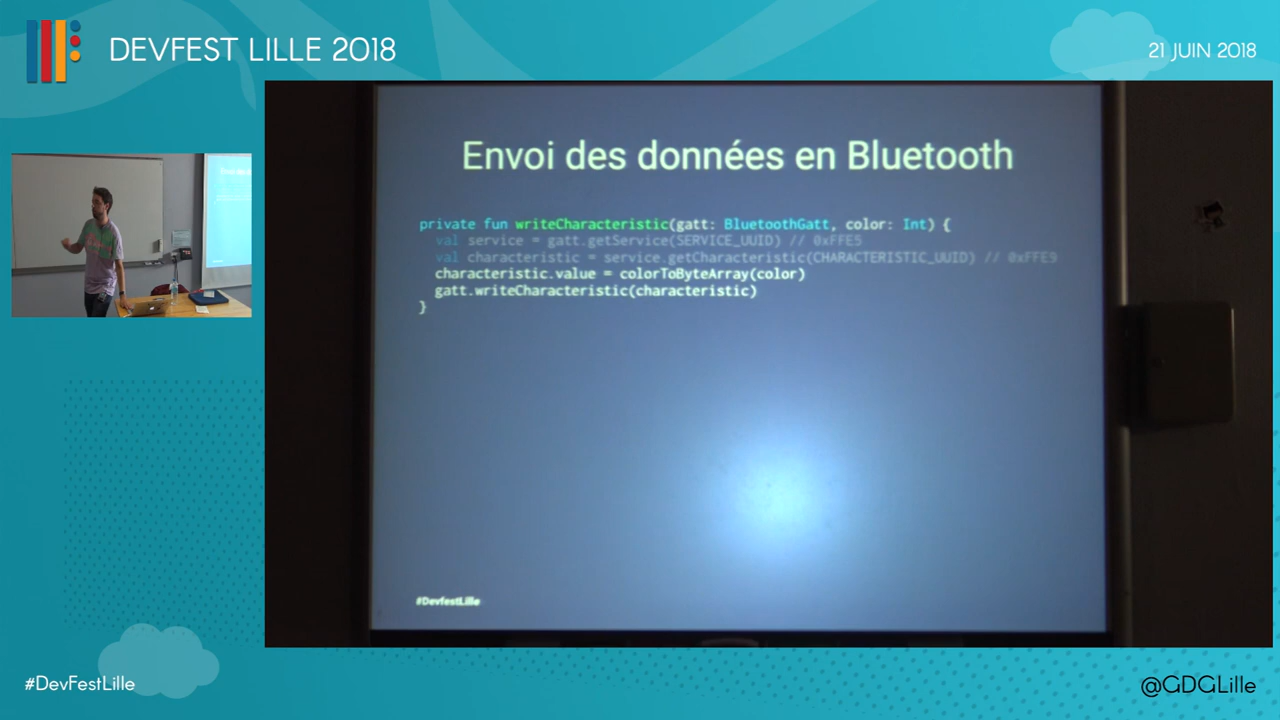 DEVFEST LILLE 2018
21 JUIN 2018
Envoi des données en Bluetooth
private fun writeCharacteristic(gatt: BluetoothGatt, color: Int) {
val service = gatt.getService(SERVICE_UUID) // 0xFFE5
val characteristic = service.getCharacteristic(CHARACTERISTIC_UUID) // 0xFFE9
characteristic.value = colorToByteArray(color)
gatt.writeCharacteristic(characteristic)
}
#DevfestLille
#DevFestLille
@GDGLille